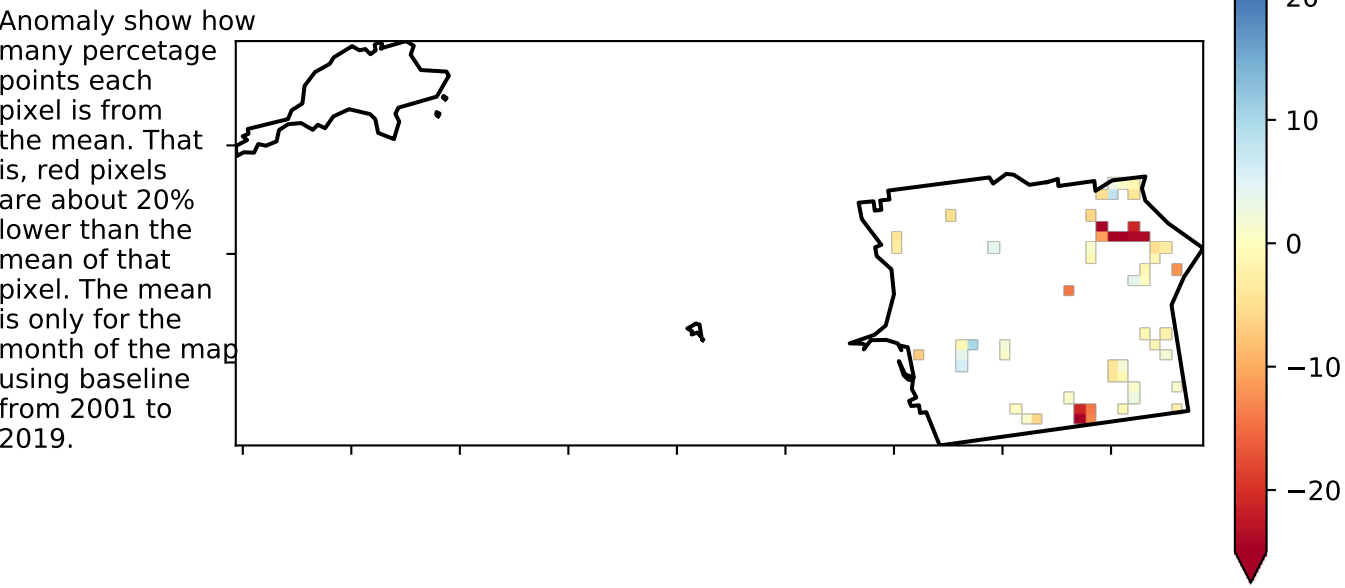 Anomaly show how
many percetage
points each
pixel is from
the mean. That
is, red pixels
are about 20%
lower than the
mean of that
pixel. The mean
is only for the
month of the map
using baseline
from 2001 to
2019.
20
10
0
−10
−20